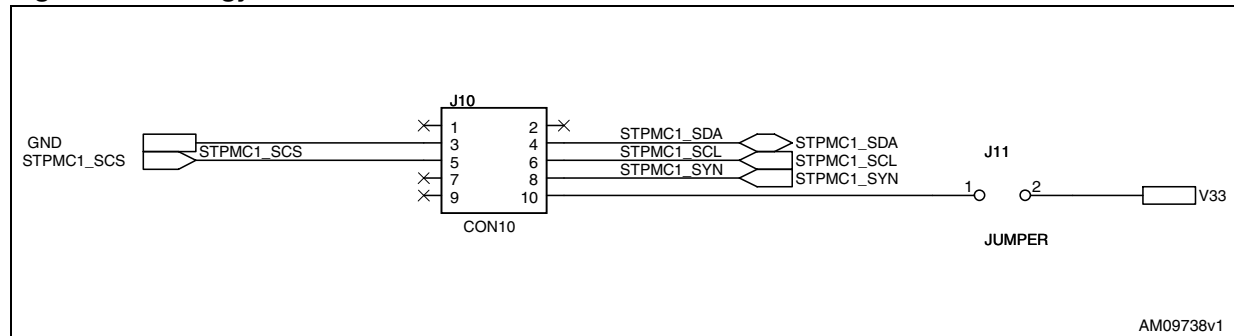 J10
1 2
GND 3 4 STPMC1_SDA STPMC1_SDA
STPMC1_SCS STPMC1_SCS 5 6 STPMC1_SCL STPMC1_SCL
7 8 STPMC1_SYN STPMC1_SYN
9 10
CON10
J11
1 2 V33
JUMPER
AM09738v1